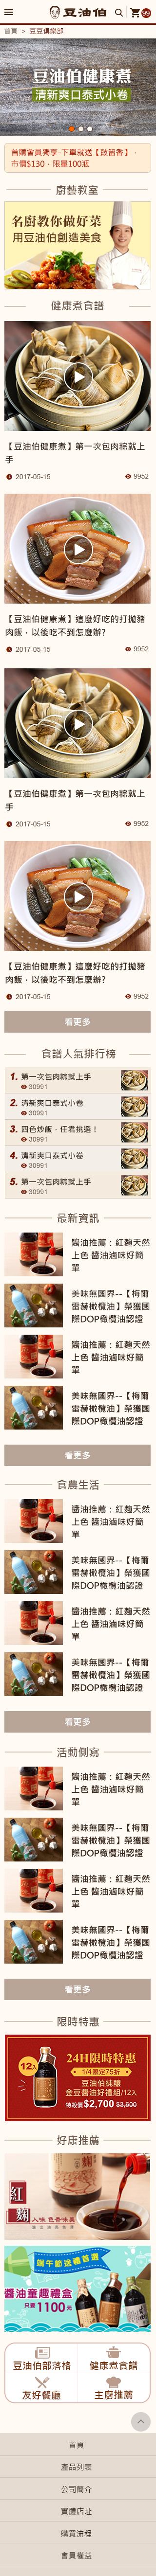 豆油伯
99
首頁 > 豆豆俱樂部
豆油伯健康煮
清新爽口泰式小卷
首購會員獨享-下單就送【鼓留香】，
市價$130，限量100瓶
廚藝教室
名廚教你做好菜
用豆油伯創造美食
健康煮食譜
【豆油伯健康煮】第一次包肉粽就上
手
2017-05-15 9952
【豆油伯健康煮】這麼好吃的打拋豬
肉飯，以後吃不到怎麼辦?
2017-05-15 9952
【豆油伯健康煮】第一次包肉粽就上
手
2017-05-15 9952
【豆油伯健康煮】這麼好吃的打拋豬
肉飯，以後吃不到怎麼辦?
2017-05-15 9952
看更多
食譜人氣排行榜
1. 第一次包肉粽就上手
30991
2. 清新爽口泰式小卷
30991
3. 四色炒飯，任君挑選！
30991
4. 清新爽口泰式小卷
30991
5. 第一次包肉粽就上手
30991
看更多
最新資訊
醬油推薦：紅麴天然
上色 醬油滷味好簡
單
美味無國界--【梅爾
雷赫橄欖油】榮獲國
際DOP橄欖油認證
醬油推薦：紅麴天然
上色 醬油滷味好簡
單
美味無國界--【梅爾
雷赫橄欖油】榮獲國
際DOP橄欖油認證
看更多
食農生活
醬油推薦：紅麴天然
上色 醬油滷味好簡
單
美味無國界--【梅爾
雷赫橄欖油】榮獲國
際DOP橄欖油認證
醬油推薦：紅麴天然
上色 醬油滷味好簡
單
美味無國界--【梅爾
雷赫橄欖油】榮獲國
際DOP橄欖油認證
看更多
活動側寫
醬油推薦：紅麴天然
上色 醬油滷味好簡
單
美味無國界--【梅爾
雷赫橄欖油】榮獲國
際DOP橄欖油認證
醬油推薦：紅麴天然
上色 醬油滷味好簡
單
美味無國界--【梅爾
雷赫橄欖油】榮獲國
際DOP橄欖油認證
看更多
限時特惠
12入
24H限時特惠
1/4限定75折
豆油伯純釀
金豆醬油好禮組/12入
特殺價$2,700 $3,600
好康推薦
紅麴
入味 色香味美
端午節送禮首選
醬油童趣禮盒
只要1100元
豆油伯部落格
健康煮食譜
友好餐廳
主廚推薦
首頁
產品列表
公司簡介
實體店址
購買流程
會員權益